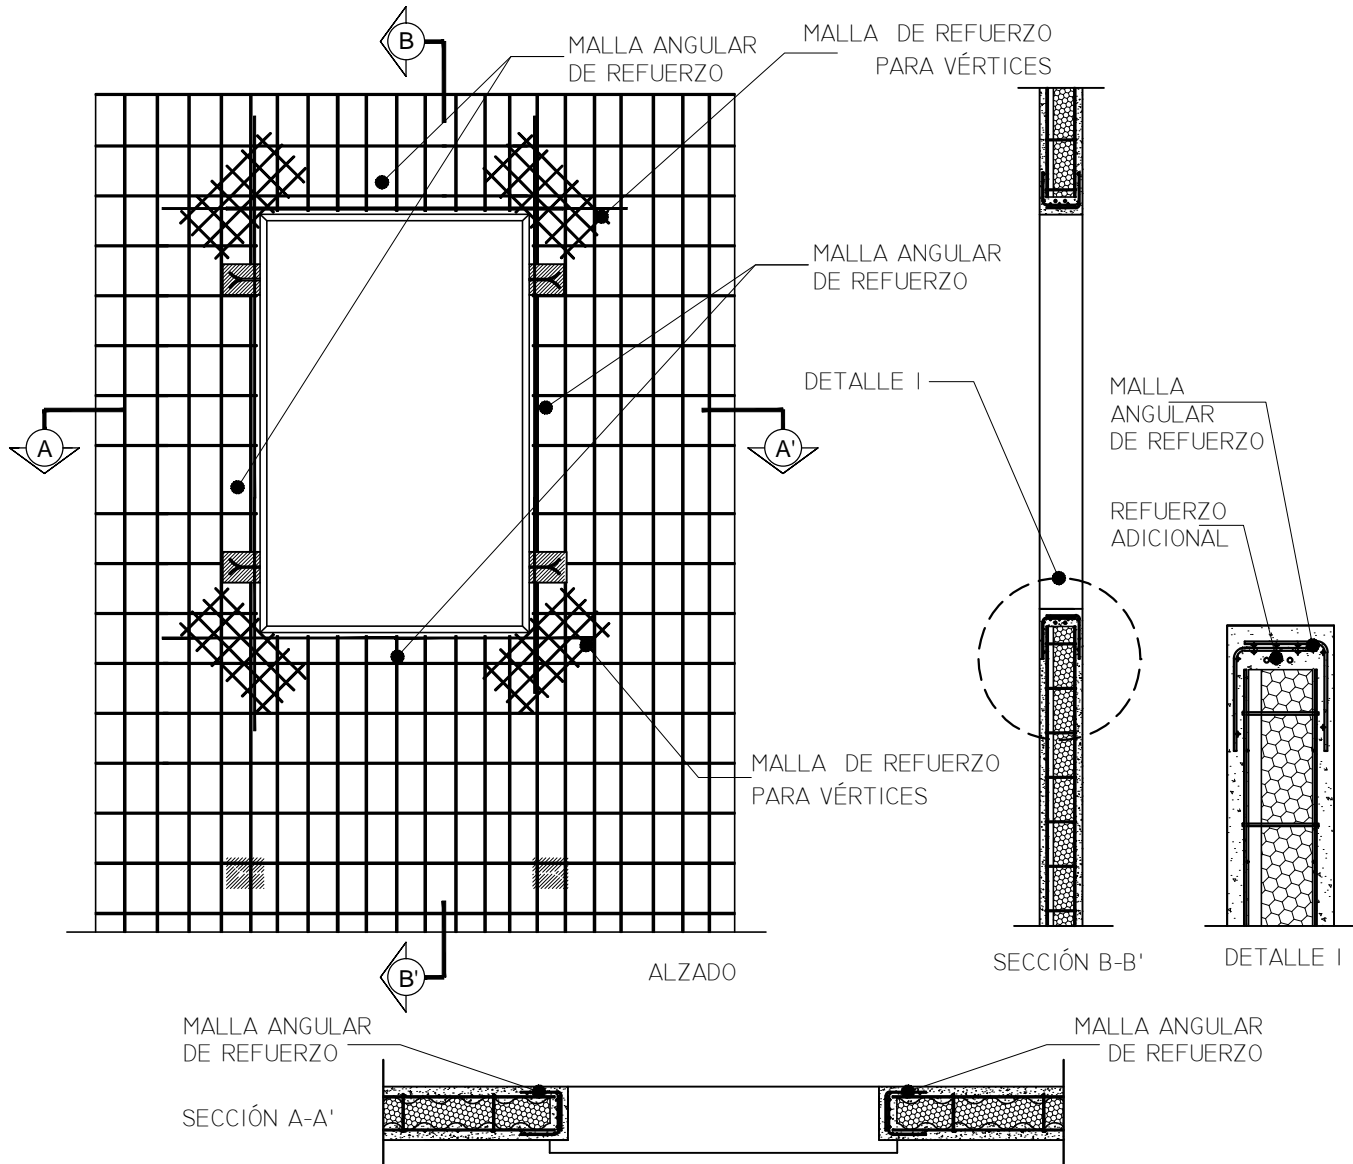 B
MALLA ANGULAR
DE REFUERZO
MALLA DE REFUERZO
PARA VÉRTICES
MALLA ANGULAR
DE REFUERZO
DETALLE I
MALLA
ANGULAR
DE REFUERZO
A
A'
REFUERZO
ADICIONAL
MALLA DE REFUERZO
PARA VÉRTICES
B'
ALZADO
SECCIÓN B-B'
DETALLE I
MALLA ANGULAR
DE REFUERZO
MALLA ANGULAR
DE REFUERZO
SECCIÓN A-A'